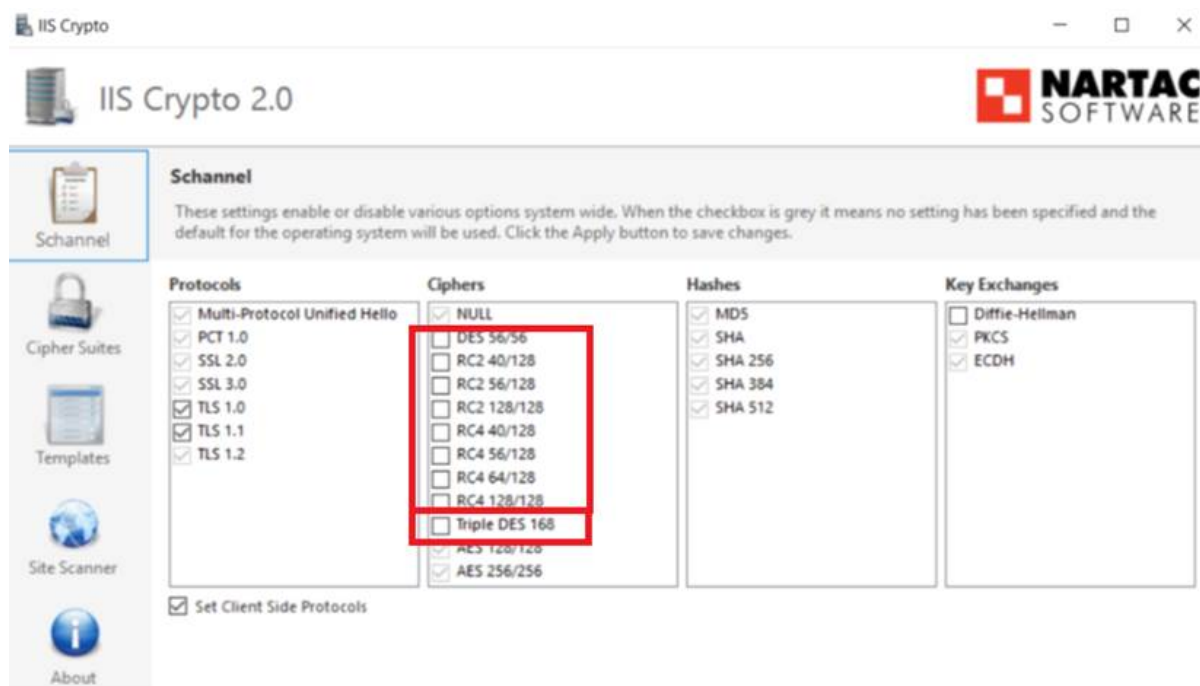 IIS Crypto
IIS Crypto 2.0
NARTAC
SOFTWARE
Schannel
Cipher Suites
Templates
Site Scanner
About
Schannel
These settings enable or disable various options system wide. When the checkbox is grey it means no setting has been specified and the
default for the operating system will be used. Click the Apply button to save changes.
Protocols
Multi-Protocol Unified Hello
PCT 1.0
SSL 2.0
SSL 3.0
TLS 1.0
TLS 1.1
TLS 1.2
Ciphers
NULL
DES 56/56
RC2 40/128
RC2 56/128
RC2 128/128
RC4 40/128
RC4 56/128
RC4 64/128
RC4 128/128
Triple DES 168
AES 128/128
AES 256/256
Hashes
MD5
SHA
SHA 256
SHA 384
SHA 512
Key Exchanges
Diffie-Hellman
PKCS
ECDH
Set Client Side Protocols